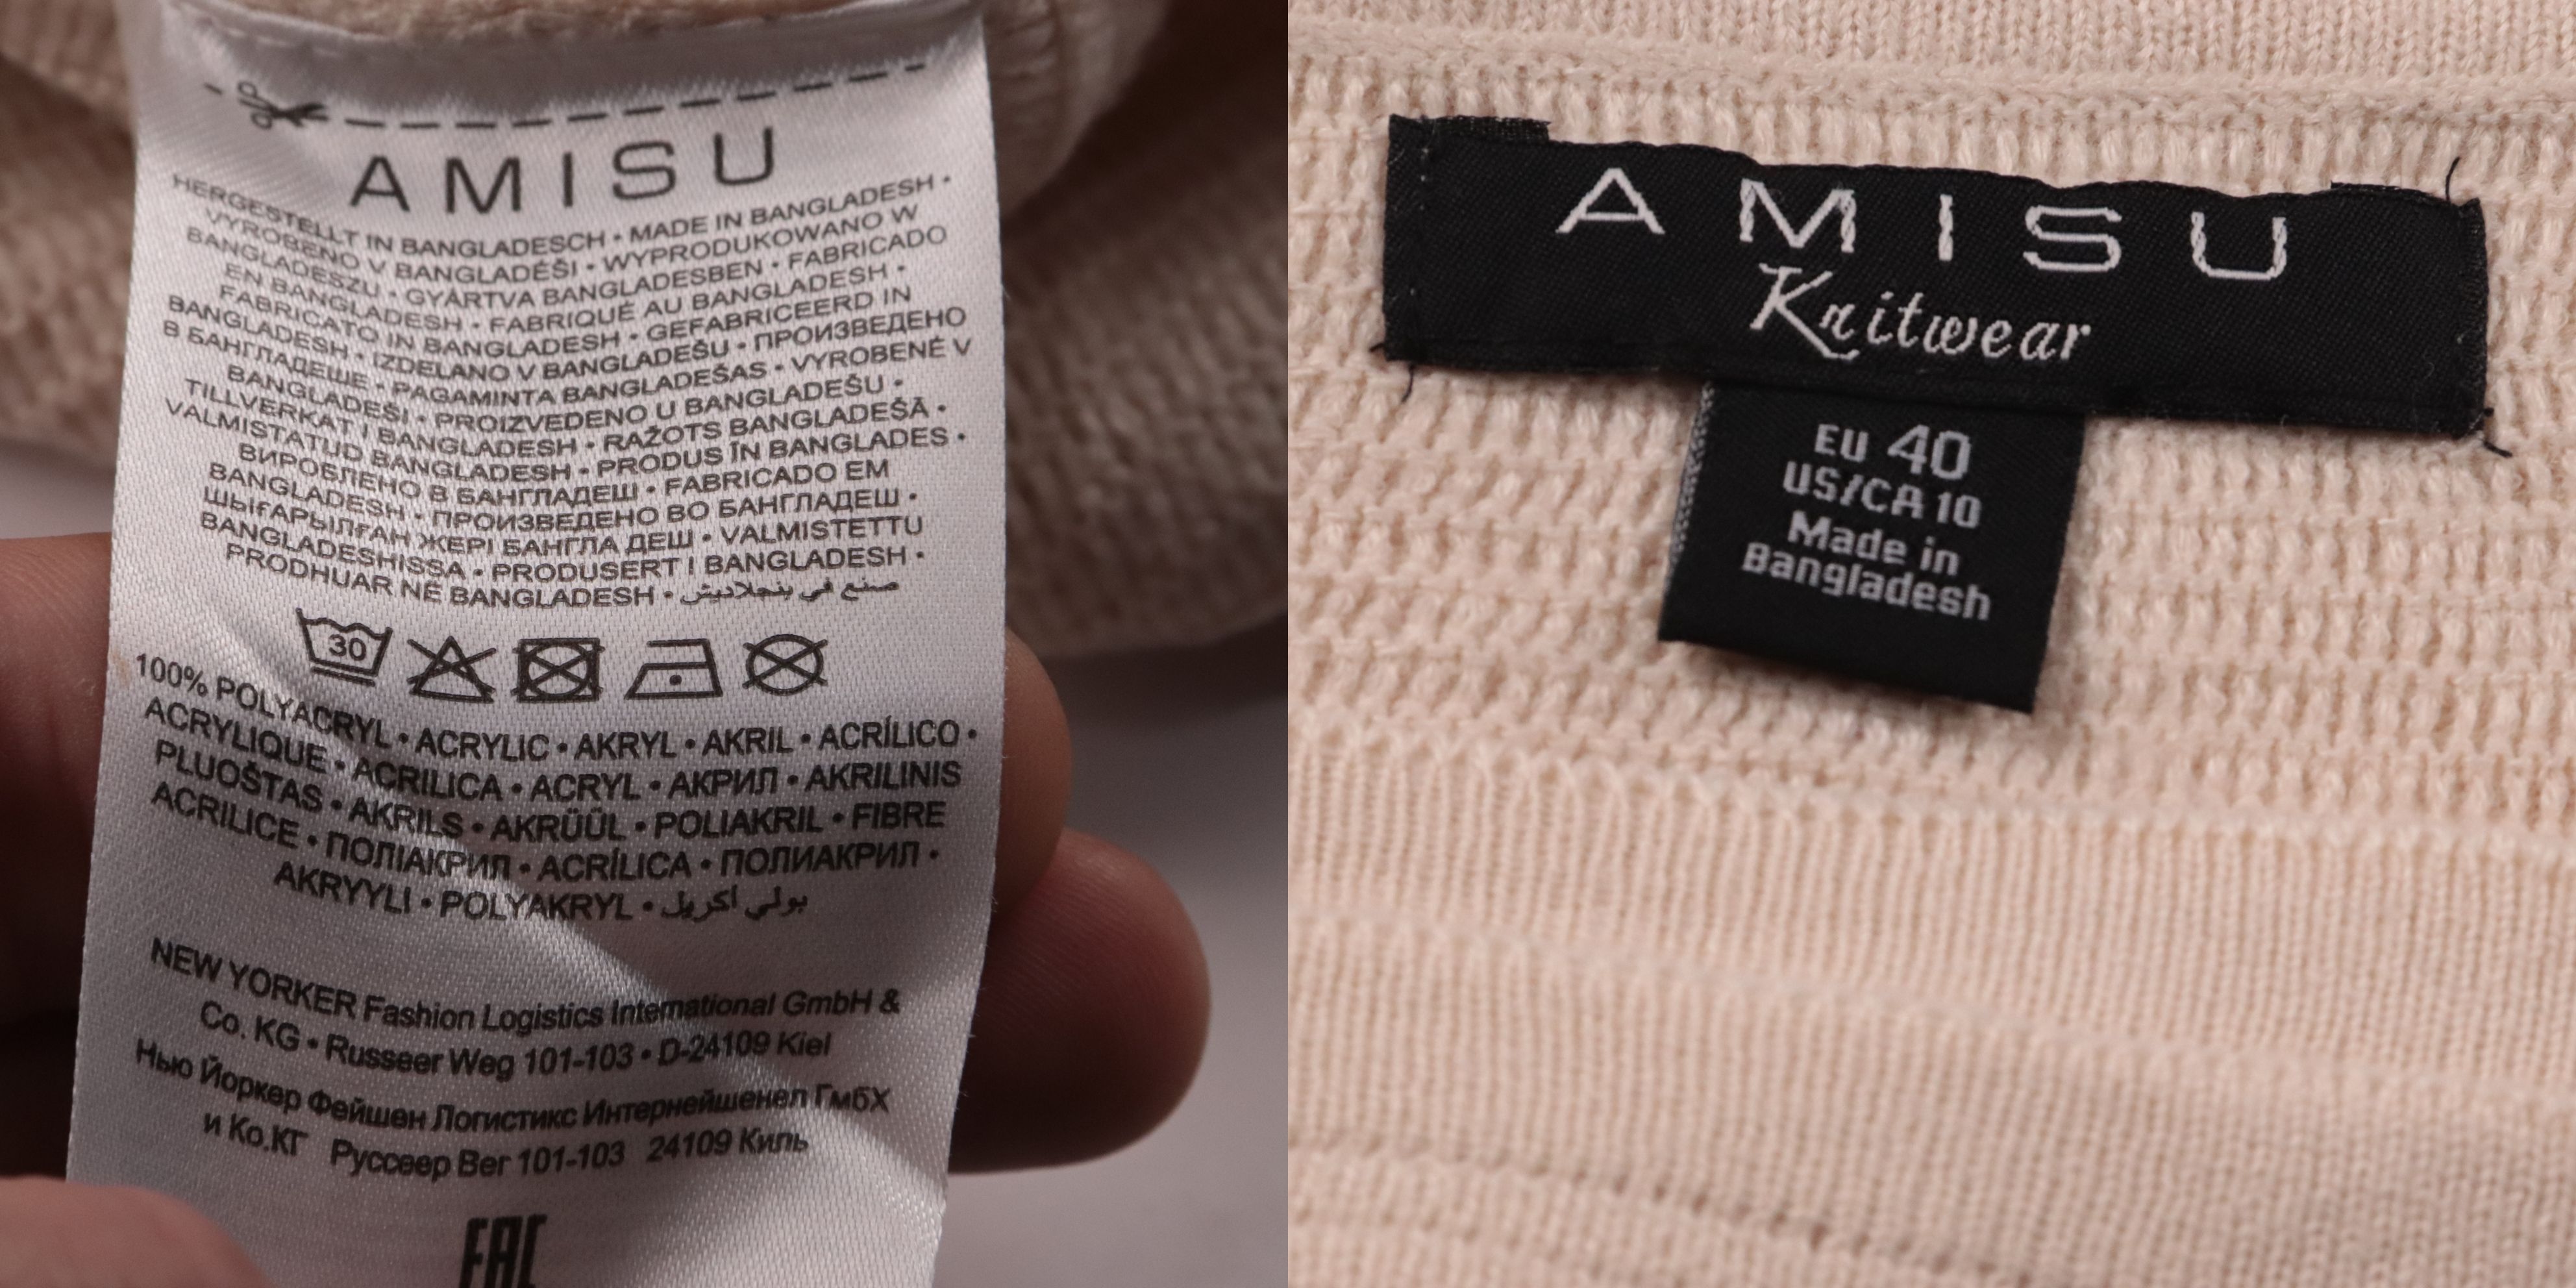 AMISU
HERGESTELLT IN BANGLADESCH • MADE IN BANGLADESH •
VYROBENO V BANGLADÉŠI • WYPRODUKOWANO W
BANGLADESZU • GYÁRTVA BANGLADESBEN • FABRICADO
EN BANGLADESH • FABRIQUÉ AU BANGLADESH •
FABRICATO IN BANGLADESH • GEFABRICEERD IN
BANGLADESH • IZDELANO V BANGLADEŠU • ПРОИЗВЕДЕНО
В БАНГЛАДЕШЕ • PAGAMINTA BANGLADEŠAS • VYROBENÉ V
BANGLADEŠI • PROIZVEDENO U BANGLADEŠU •
TILLVERKAT I BANGLADESH • RAŽOTS BANGLADEŠĀ •
VALMISTATUD BANGLADESH • PRODUS ÎN BANGLADES •
ВИРОБЛЕНО В БАНГЛАДЕШ • FABRICADO EM
BANGLADESH • ПРОИЗВЕДЕНО ВО БАНГЛАДЕШ •
ШЫҒАРЫЛҒАН ЖЕРІ БАНГЛА ДЕШ • VALMISTETTU
BANGLADESHISSA • PRODUSERT I BANGLADESH •
PRODHUAR NË BANGLADESH • صنع في بنجلاديش
30
100% POLYACRYL • ACRYLIC • AKRYL • AKRIL • ACRÍLICO •
ACRYLIQUE • ACRILICA • ACRYL • АКРИЛ • AKRILINIS
PLUOŠTAS • AKRILS • AKRÜÜL • POLIAKRIL • FIBRE
ACRILICE • ПОЛІАКРИЛ • ACRÍLICA • ПОЛИАКРИЛ •
AKRYYLI • POLYAKRYL • بولي أكريل
NEW YORKER Fashion Logistics International GmbH &
Co. KG • Russeer Weg 101-103 • D-24109 Kiel
Нью Йоркер Фейшен Логистикс Интернейшенел ГмбХ
и Ко.КГ Руссеер Вег 101-103 24109 Киль
EAC
AMISU
Knitwear
EU 40
US/CA 10
Made in
Bangladesh